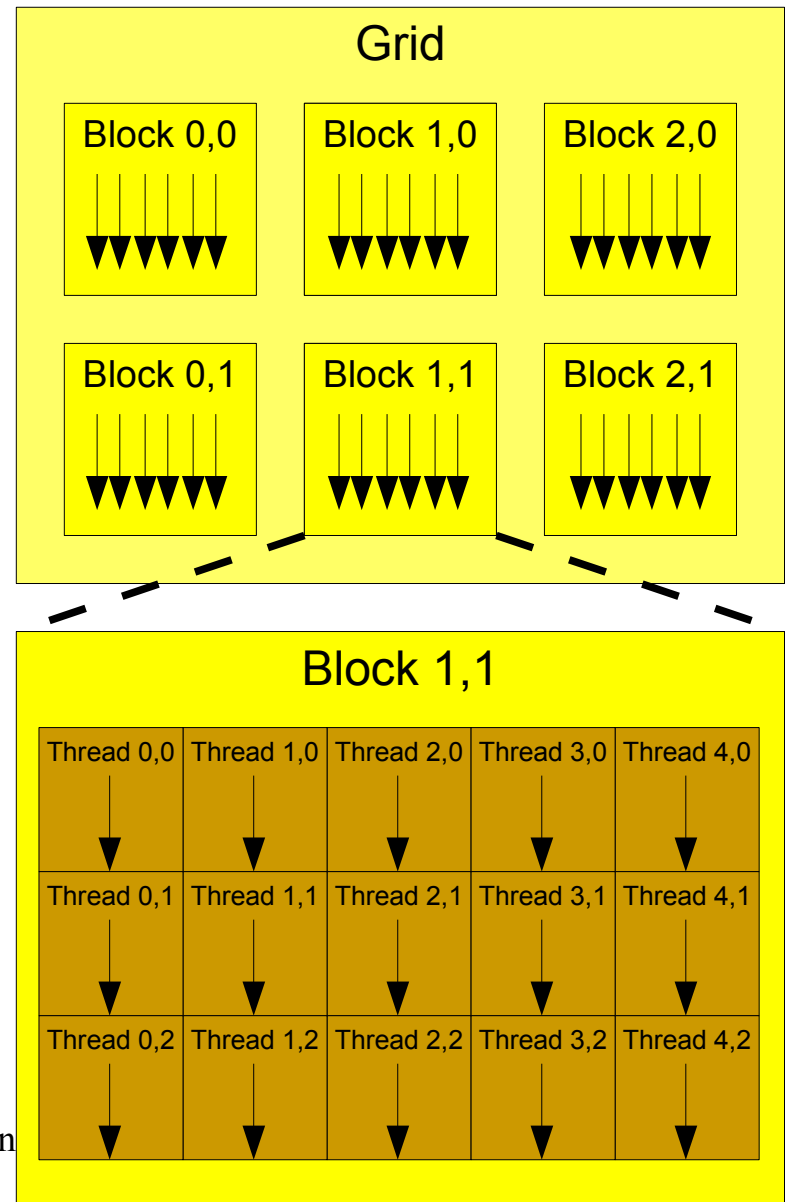 Grid
Block 0,0 Block 1,0 Block 2,0
Block 0,1 Block 1,1 Block 2,1
Block 1,1
Thread 0,0 Thread 1,0 Thread 2,0 Thread 3,0 Thread 4,0
Thread 0,1 Thread 1,1 Thread 2,1 Thread 3,1 Thread 4,1
Thread 0,2 Thread 1,2 Thread 2,2 Thread 3,2 Thread 4,2